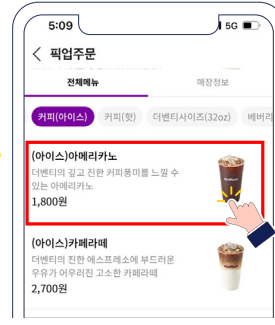 5:09
5G
픽업주문
전체메뉴
매장정보
커피(아이스)
커피(핫)
더벤티사이즈(32oz)
베버리
(아이스)아메리카노
더벤티의 깊고 진한 커피풍미를 느낄 수
있는 아메리카노
1,800원
(아이스)카페라떼
더벤티의 진한 에스프레소에 부드러운
우유가 어우러진 고소한 카페라떼
2,700원